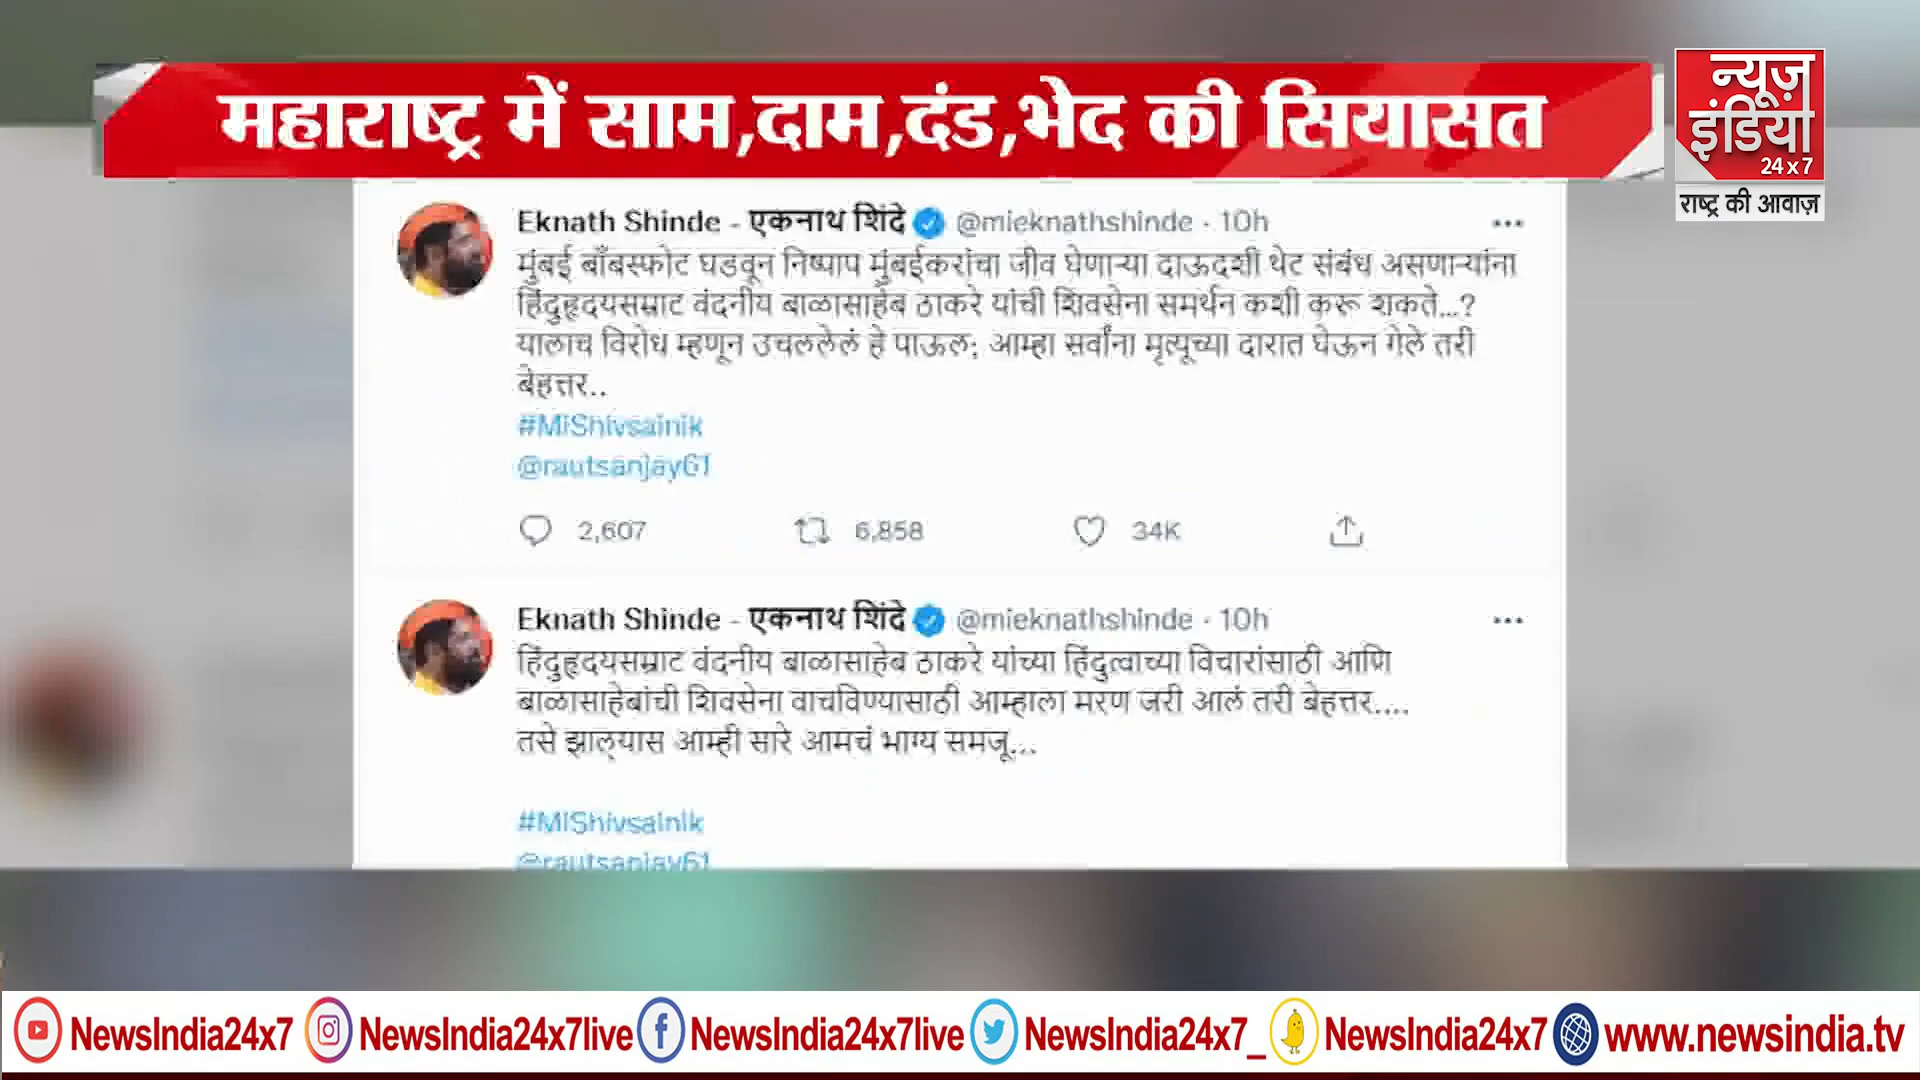 महाराष्ट्र में साम,दाम,दंड,भेद की सियासत
न्यूज़
इंडिया
24x7
राष्ट्र की आवाज़
Eknath Shinde - एकनाथ शिंदे @mieknathshinde · 10h
मुंबई बॉंबस्फोट घडवून निष्पाप मुंबईकरांचा जीव घेणाऱ्या दाऊदशी थेट संबंध असणाऱ्यांना
हिंदुहृदयसम्राट वंदनीय बाळासाहेब ठाकरे यांची शिवसेना समर्थन कशी करू शकते...?
यालाच विरोध म्हणून उचललेलं हे पाऊल; आम्हा सर्वांना मृत्यूच्या दारात घेऊन गेले तरी
बेहत्तर..
#MiShivsainik
@rautsanjay61
2,607 6,858 34K
Eknath Shinde - एकनाथ शिंदे @mieknathshinde · 10h
हिंदुहृदयसम्राट वंदनीय बाळासाहेब ठाकरे यांच्या हिंदुत्वाच्या विचारांसाठी आणि
बाळासाहेबांची शिवसेना वाचविण्यासाठी आम्हाला मरण जरी आलं तरी बेहत्तर....
तसे झाल्यास आम्ही सारे आमचं भाग्य समजू...
#MiShivsainik
@rautsanjay61
NewsIndia24x7 NewsIndia24x7live NewsIndia24x7live NewsIndia24x7_ NewsIndia24x7 www.newsindia.tv